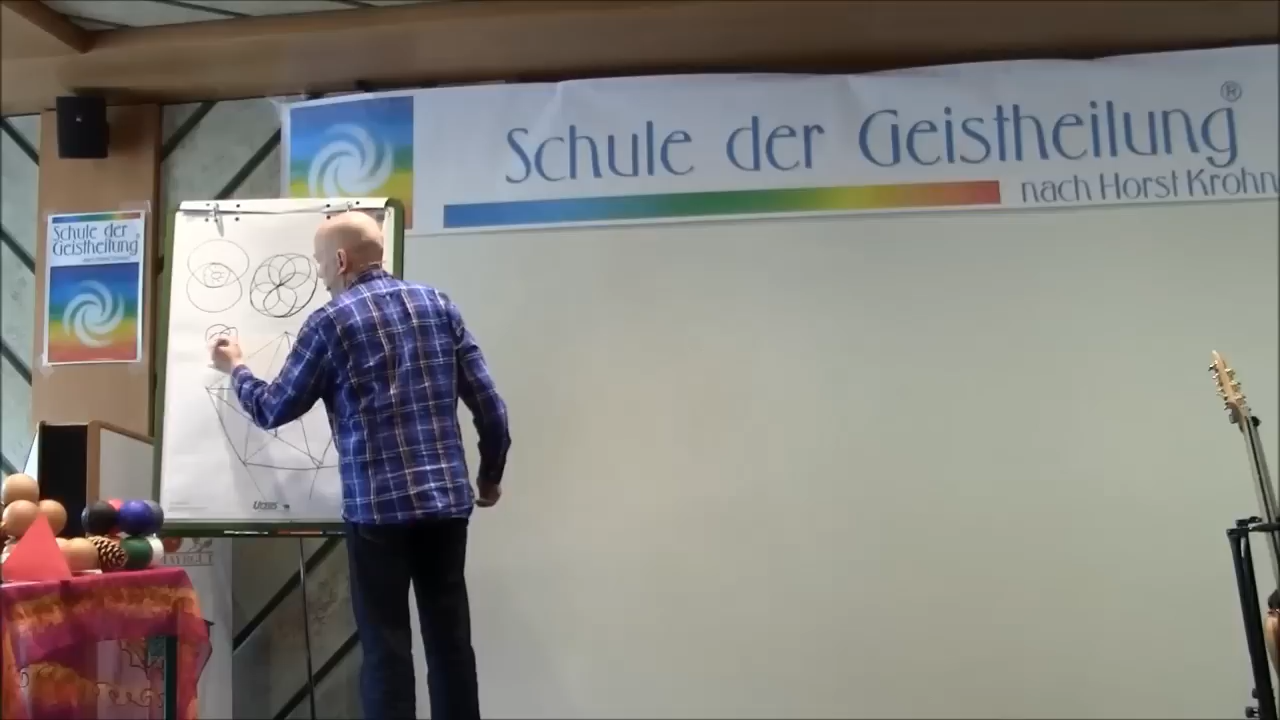 Schule der Geistheilung®
nach Horst Krohn
Schule der
Geistheilung